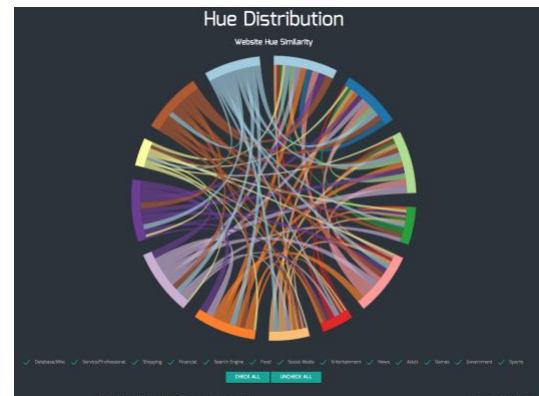 Hue Distribution
Website Hue Similarity
Database/Wiki Service/Professional Shopping Financial Search Engine Food Social Media Entertainment News Adult Games Government Sports
CHECK ALL UNCHECK ALL